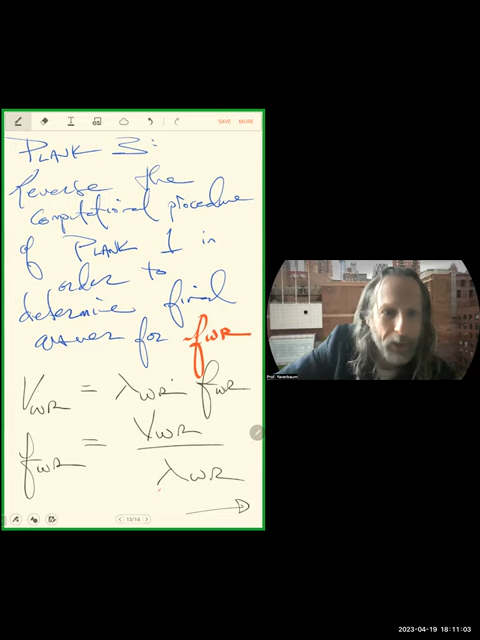 SAVE MORE
PLANK 3:
Reverse the
computational procedure
of PLANK 1 in
order to
determine final
answer for fWR
VWR = λWR · fWR
fWR = VWR / λWR
13/14
Prof. Yaverbaum
2023-04-19 18:11:03